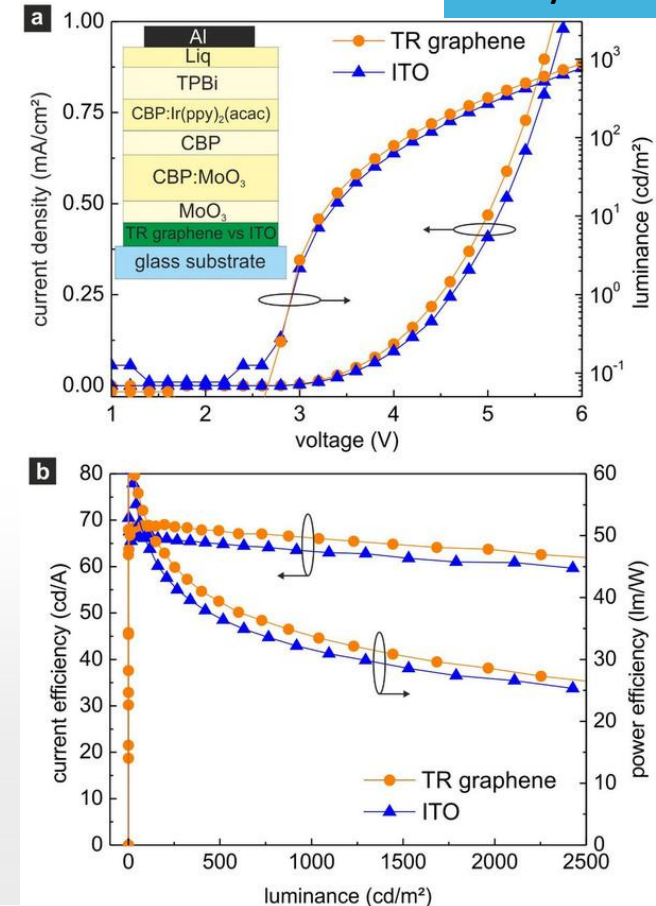 a
1.00
0.75
0.50
0.25
0.00
current density (mA/cm²)
Al
Liq
TPBi
CBP:Ir(ppy)₂(acac)
CBP
CBP:MoO₃
MoO₃
TR graphene vs ITO
glass substrate
TR graphene
ITO
10³
10²
10¹
10⁰
10⁻¹
luminance (cd/m²)
1 2 3 4 5 6
voltage (V)
b
80
70
60
50
40
30
20
10
0
current efficiency (cd/A)
60
50
40
30
20
10
0
power efficiency (lm/W)
TR graphene
ITO
0 500 1000 1500 2000 2500
luminance (cd/m²)